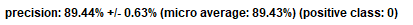 precision: 89.44% +/- 0.63% (micro average: 89.43%) (positive class: 0)